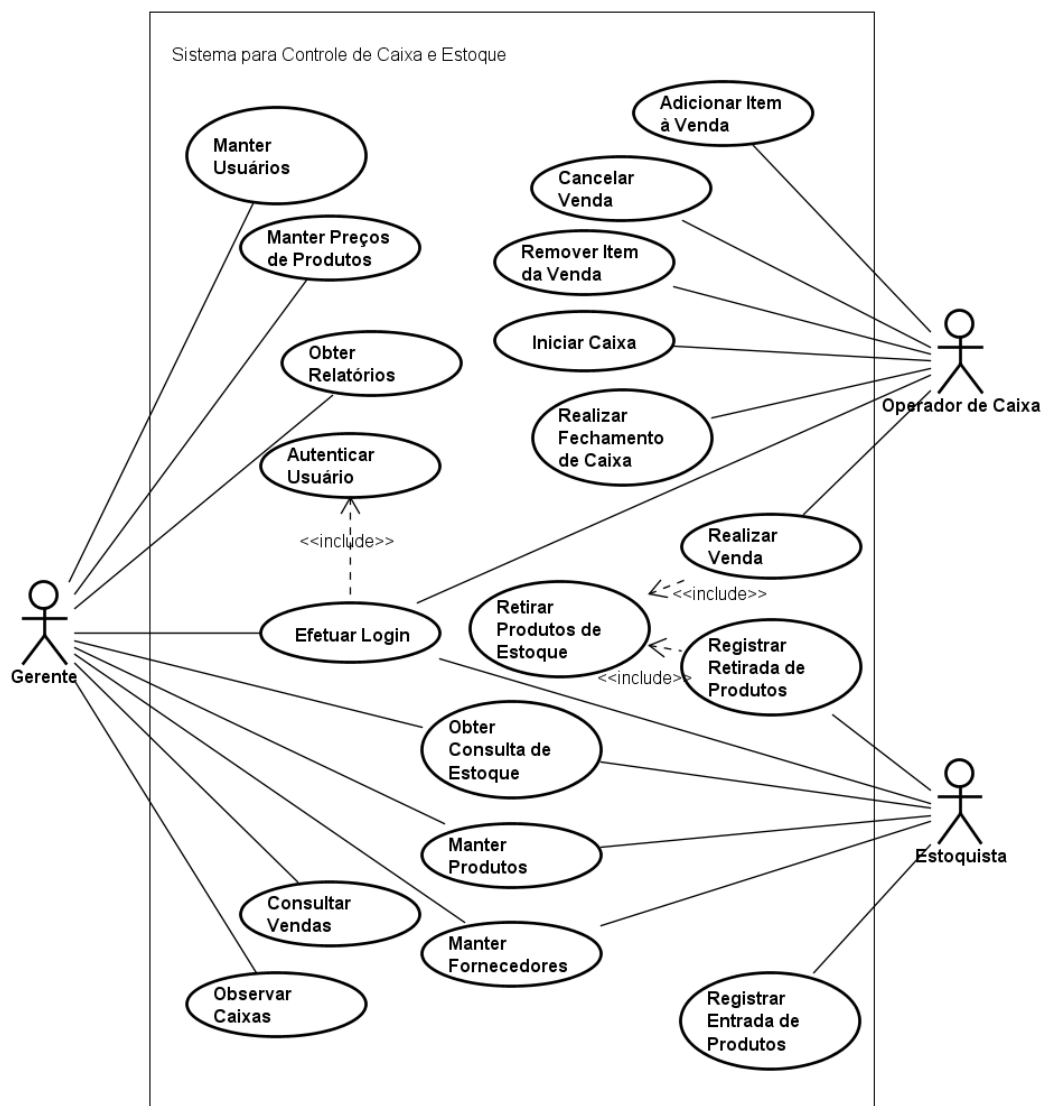 Sistema para Controle de Caixa e Estoque
Adicionar Item
à Venda
Manter
Usuários
Cancelar
Venda
Manter Preços
de Produtos
Remover Item
da Venda
Iniciar Caixa
Obter
Relatórios
Operador de Caixa
Realizar
Fechamento
de Caixa
Autenticar
Usuário
<<include>>
Realizar
Venda
<<include>>
Retirar
Produtos de
Estoque
Efetuar Login
Registrar
Retirada de
Produtos
<<include>>
Gerente
Obter
Consulta de
Estoque
Manter
Produtos
Estoquista
Consultar
Vendas
Manter
Fornecedores
Observar
Caixas
Registrar
Entrada de
Produtos